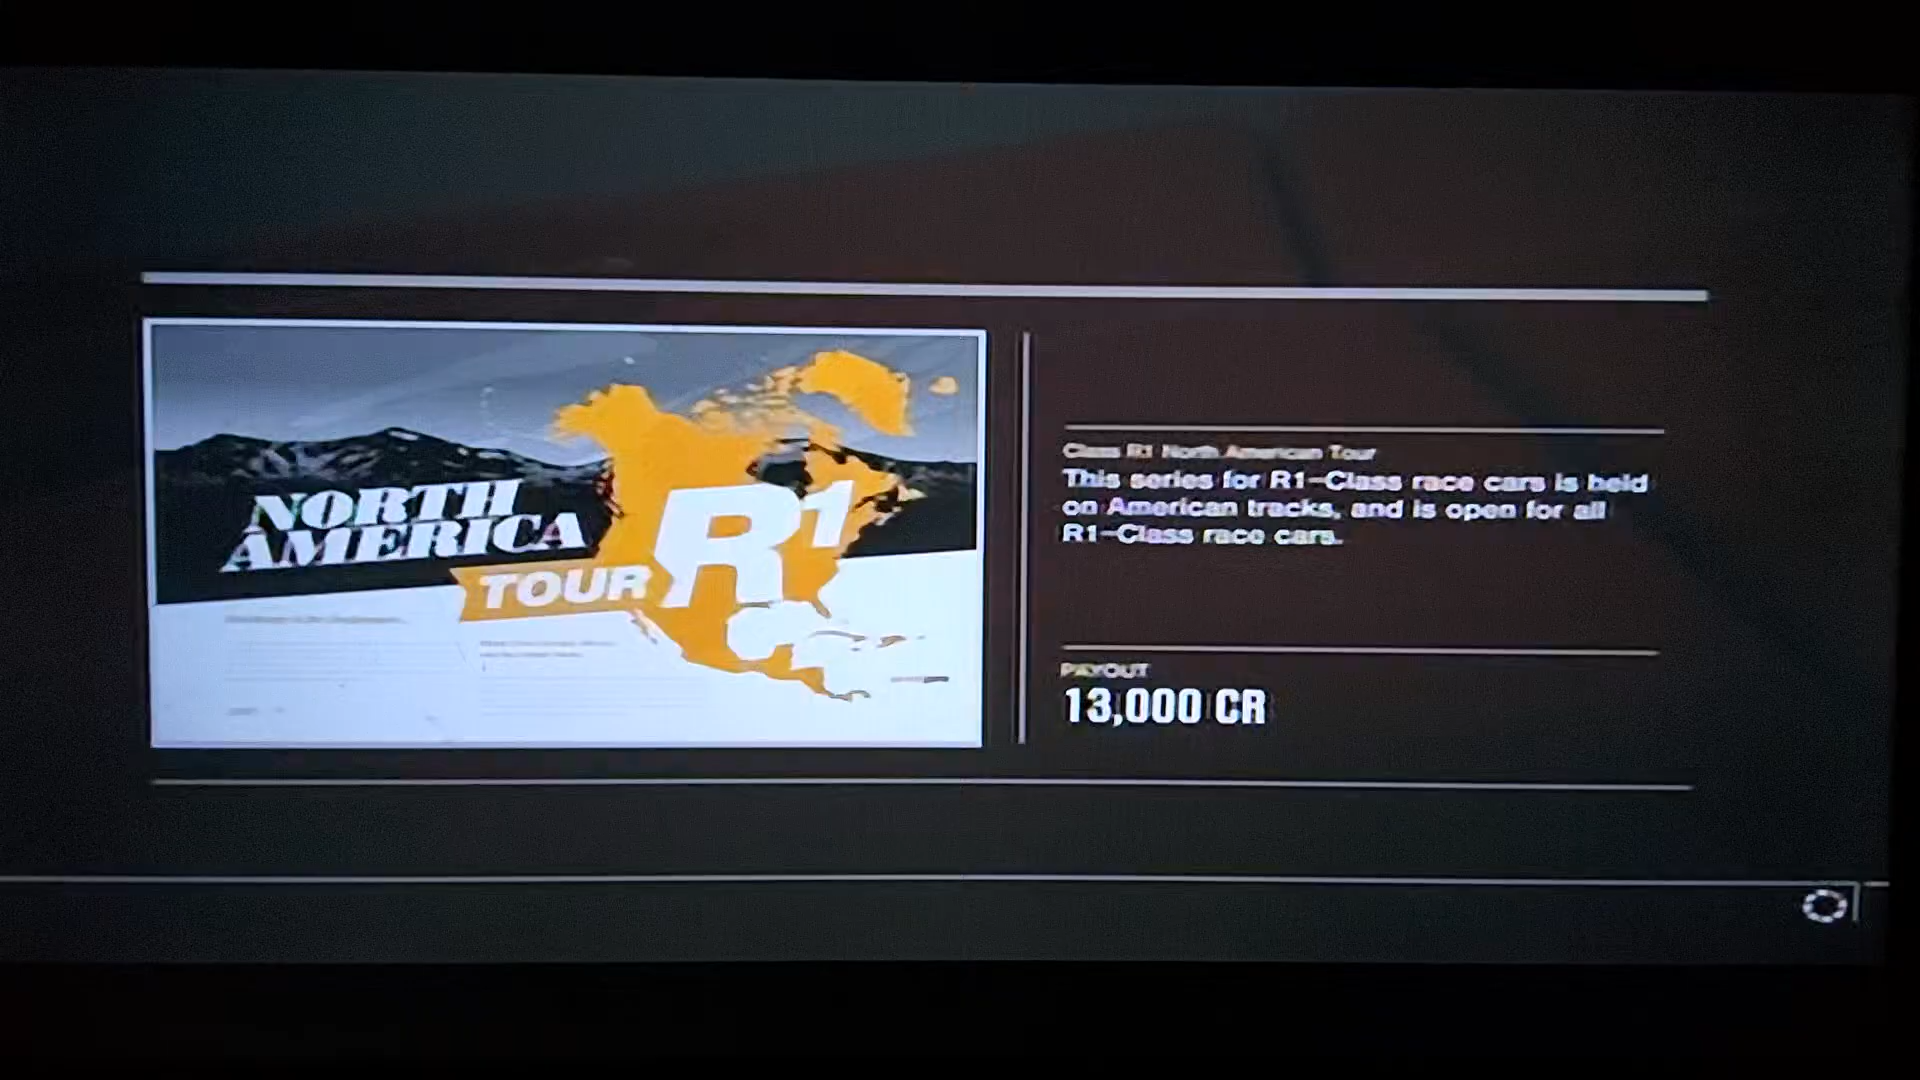 NORTH
AMERICA
TOUR
R1
Class R1 North American Tour
This series for R1-Class race cars is held
on American tracks, and is open for all
R1-Class race cars.
PAYOUT
13,000 CR